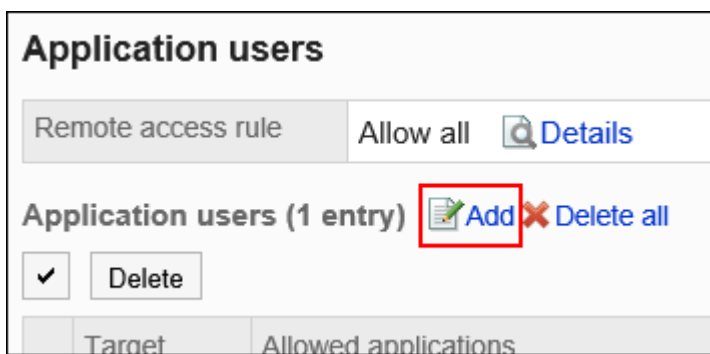 Application users
Remote access rule Allow all Details
Application users (1 entry) Add Delete all
Delete
Target Allowed applications